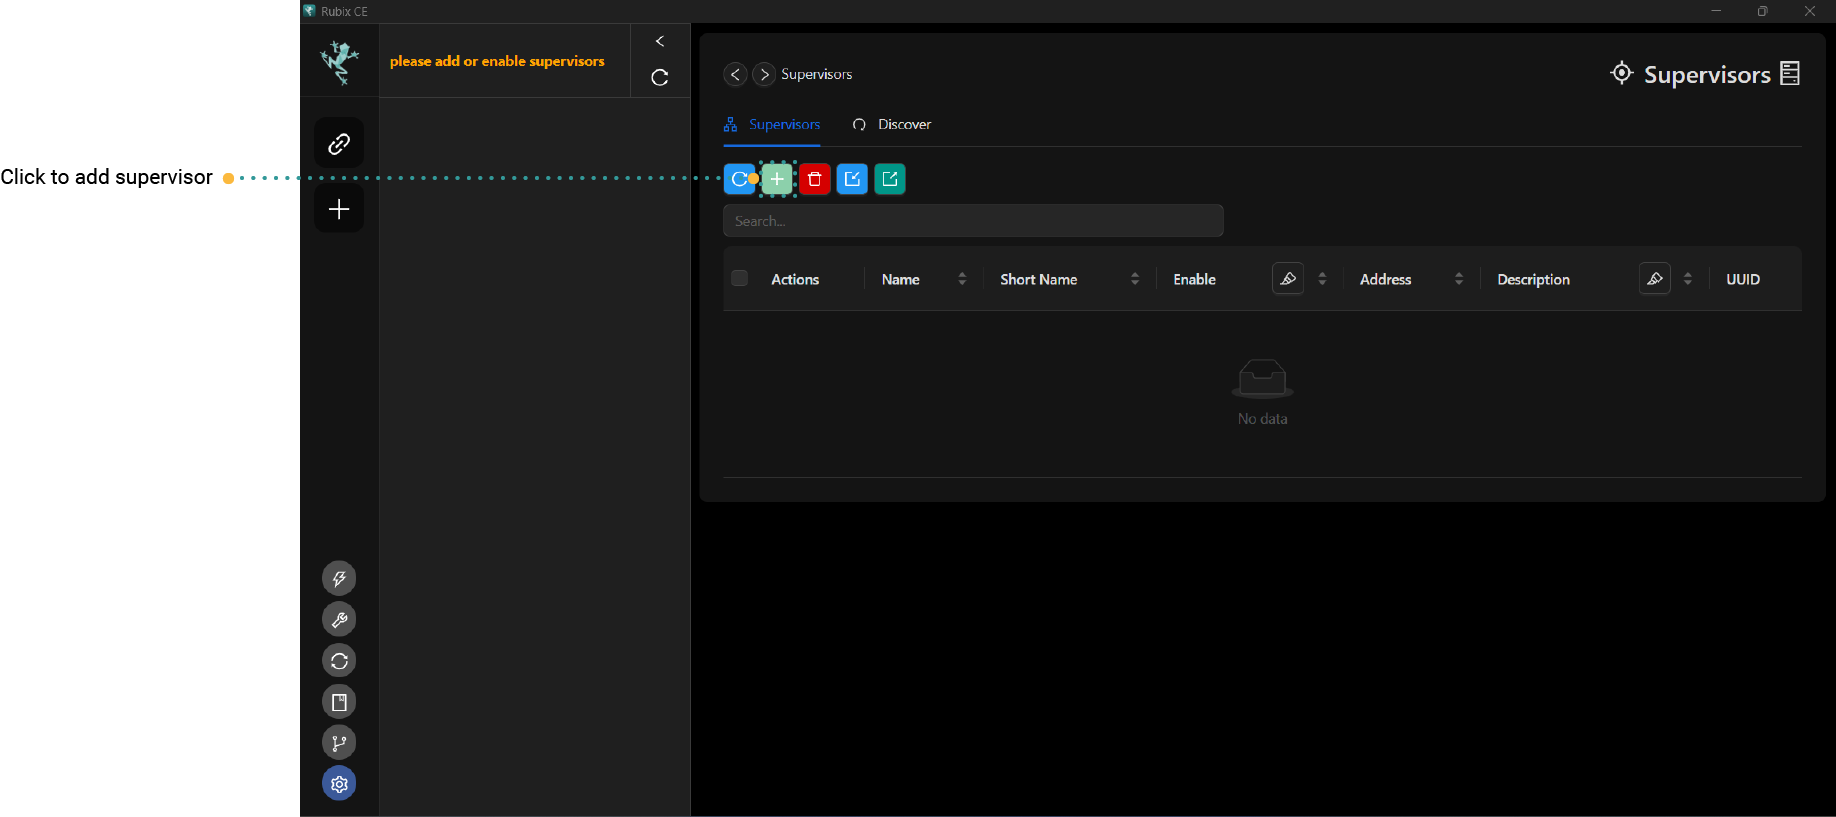 Rubix CE
please add or enable supervisors
Supervisors
Supervisors
Supervisors
Discover
Click to add supervisor
Search...
Actions
Name
Short Name
Enable
Address
Description
UUID
No data